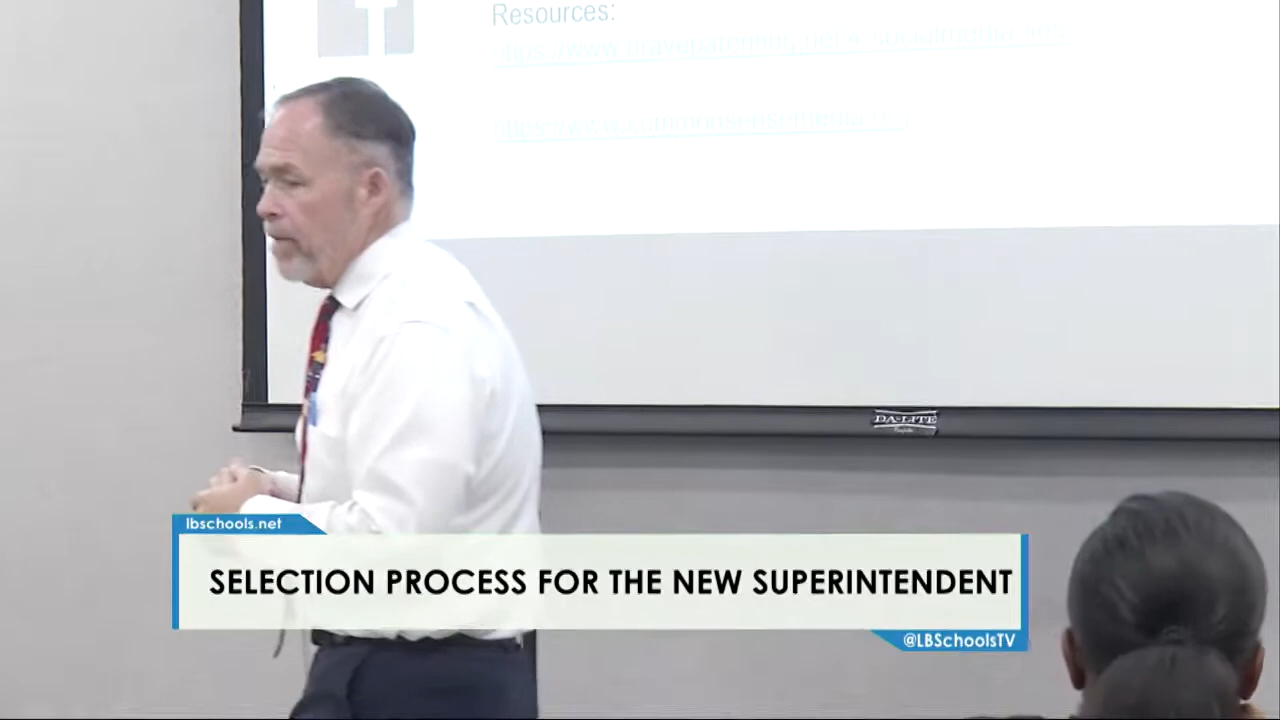 Resources:
lbschools.net
SELECTION PROCESS FOR THE NEW SUPERINTENDENT
@LBSchoolsTV
DA-LITE